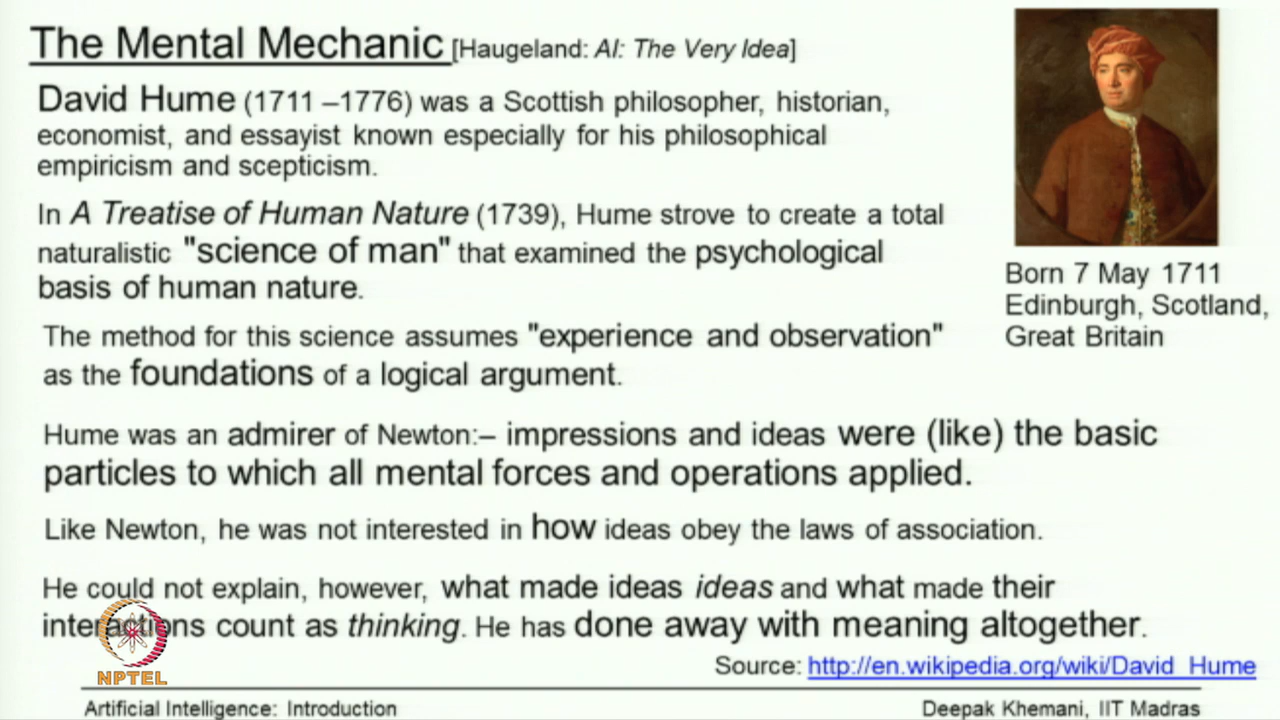 The Mental Mechanic [Haugeland: AI: The Very Idea]
David Hume (1711 –1776) was a Scottish philosopher, historian,
economist, and essayist known especially for his philosophical
empiricism and scepticism.
In A Treatise of Human Nature (1739), Hume strove to create a total
naturalistic "science of man" that examined the psychological
basis of human nature.
Born 7 May 1711
Edinburgh, Scotland,
Great Britain
The method for this science assumes "experience and observation"
as the foundations of a logical argument.
Hume was an admirer of Newton:– impressions and ideas were (like) the basic
particles to which all mental forces and operations applied.
Like Newton, he was not interested in how ideas obey the laws of association.
He could not explain, however, what made ideas ideas and what made their
interactions count as thinking. He has done away with meaning altogether.
NPTEL
Source: http://en.wikipedia.org/wiki/David_Hume
Artificial Intelligence: Introduction
Deepak Khemani, IIT Madras